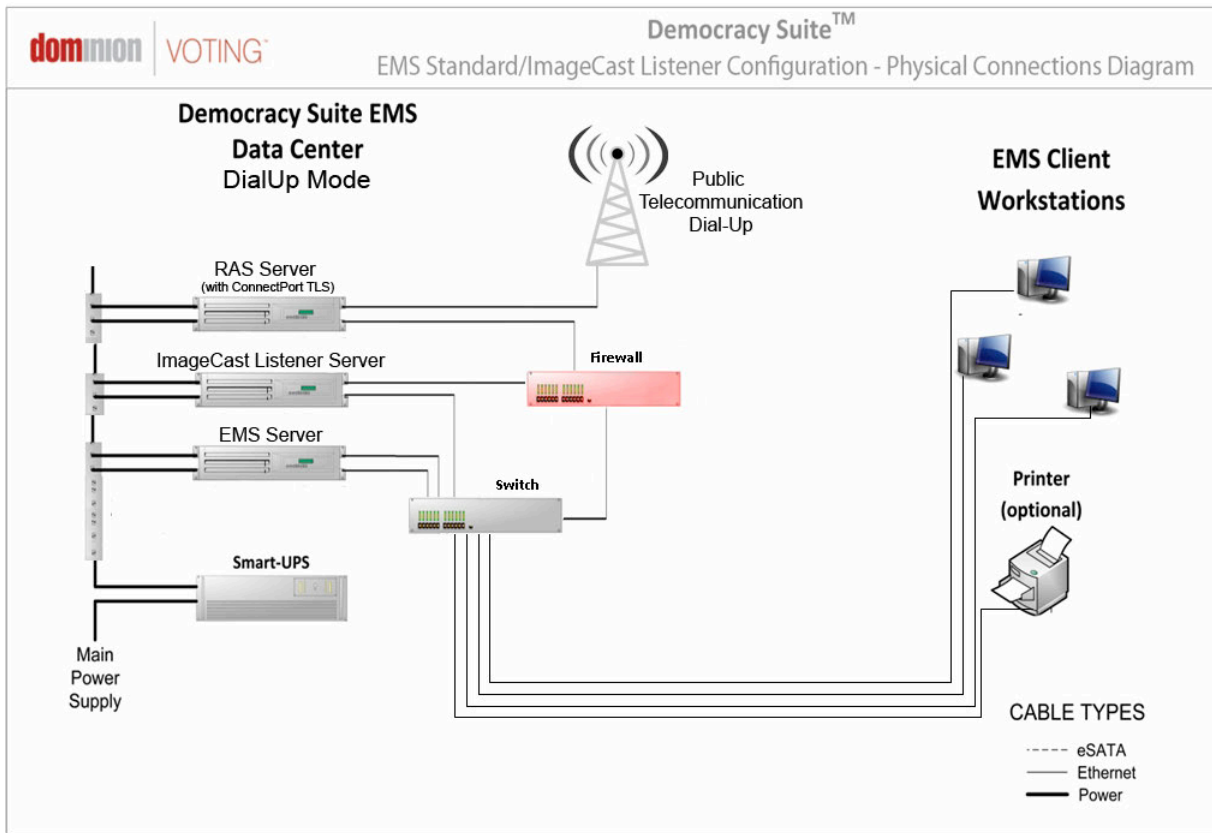 dominion VOTING™
Democracy Suite™
EMS Standard/ImageCast Listener Configuration - Physical Connections Diagram
Democracy Suite EMS
Data Center
DialUp Mode
Public
Telecommunication
Dial-Up
EMS Client
Workstations
RAS Server
(with ConnectPort TLS)
ImageCast Listener Server
Firewall
EMS Server
Switch
Printer
(optional)
Smart-UPS
Main
Power
Supply
CABLE TYPES
eSATA
Ethernet
Power